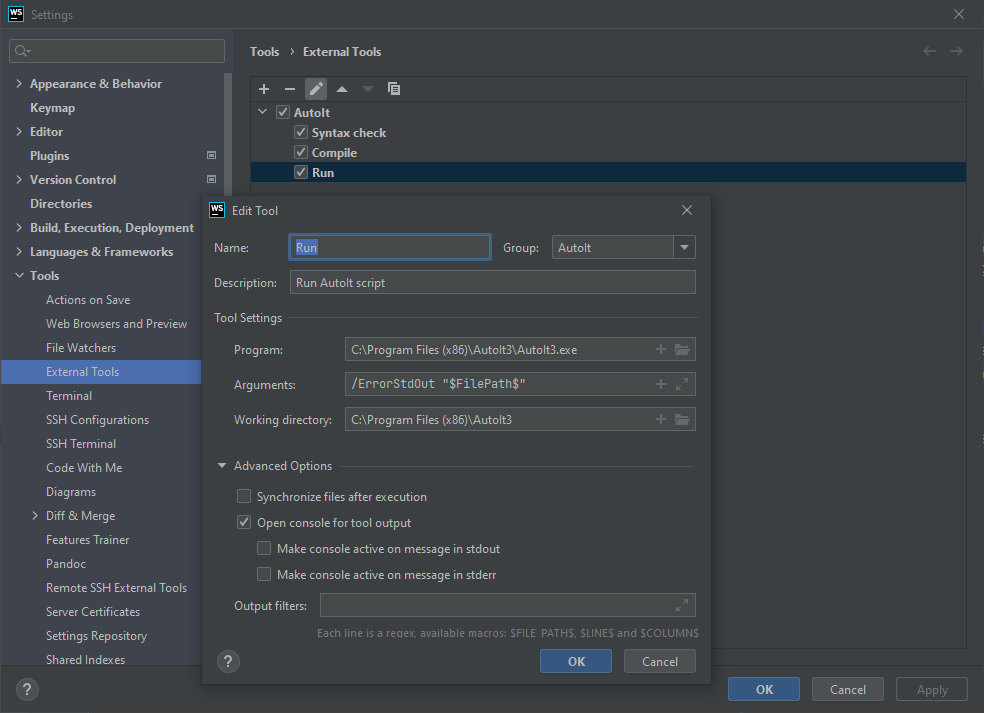 WS Settings
Tools › External Tools
Appearance & Behavior
Keymap
Editor
Plugins
Version Control
Directories
Build, Execution, Deployment
Languages & Frameworks
Tools
Actions on Save
Web Browsers and Preview
File Watchers
External Tools
Terminal
SSH Configurations
SSH Terminal
Code With Me
Diagrams
Diff & Merge
Features Trainer
Pandoc
Remote SSH External Tools
Server Certificates
Settings Repository
Shared Indexes
AutoIt
Syntax check
Compile
Run
WS Edit Tool
Name: Run Group: AutoIt
Description: Run AutoIt script
Tool Settings
Program: C:\Program Files (x86)\AutoIt3\AutoIt3.exe
Arguments: /ErrorStdOut "$FilePath$"
Working directory: C:\Program Files (x86)\AutoIt3
Advanced Options
Synchronize files after execution
Open console for tool output
Make console active on message in stdout
Make console active on message in stderr
Output filters:
Each line is a regex, available macros: $FILE_PATH$, $LINE$ and $COLUMN$
? OK Cancel
? OK Cancel Apply